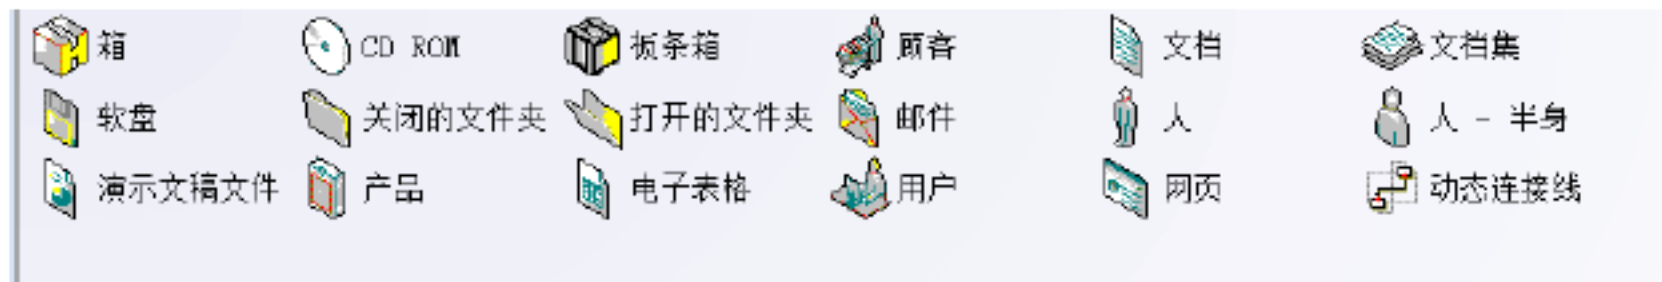 箱 CD ROM 板条箱 顾客 文档 文档集
软盘 关闭的文件夹 打开的文件夹 邮件 人 人 - 半身
演示文稿文件 产品 电子表格 用户 网页 动态连接线